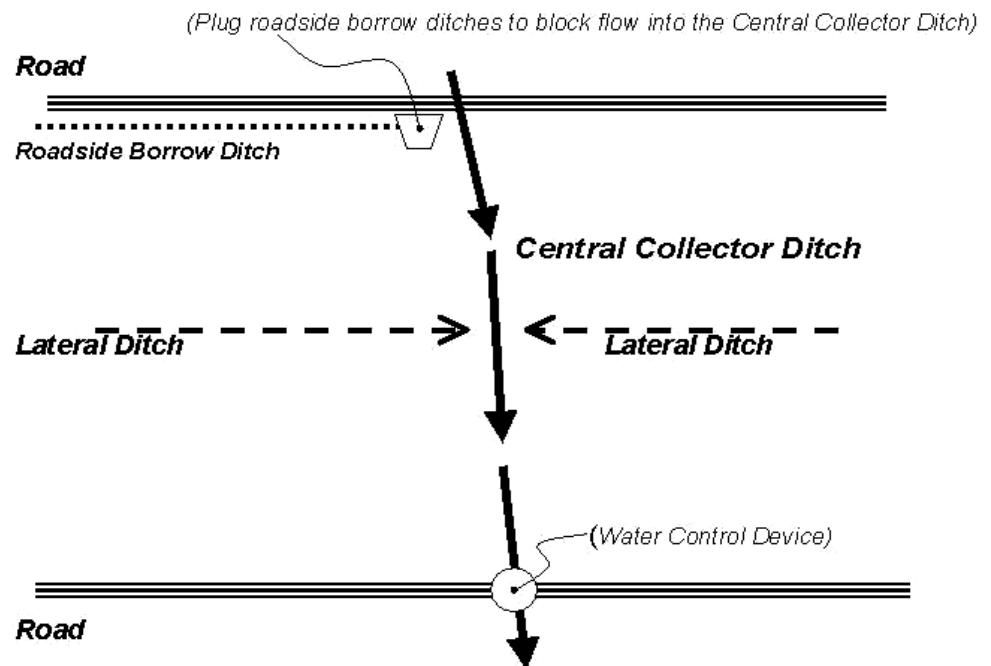 (Plug roadside borrow ditches to block flow into the Central Collector Ditch)
Road
Roadside Borrow Ditch
Central Collector Ditch
Lateral Ditch
Lateral Ditch
(Water Control Device)
Road